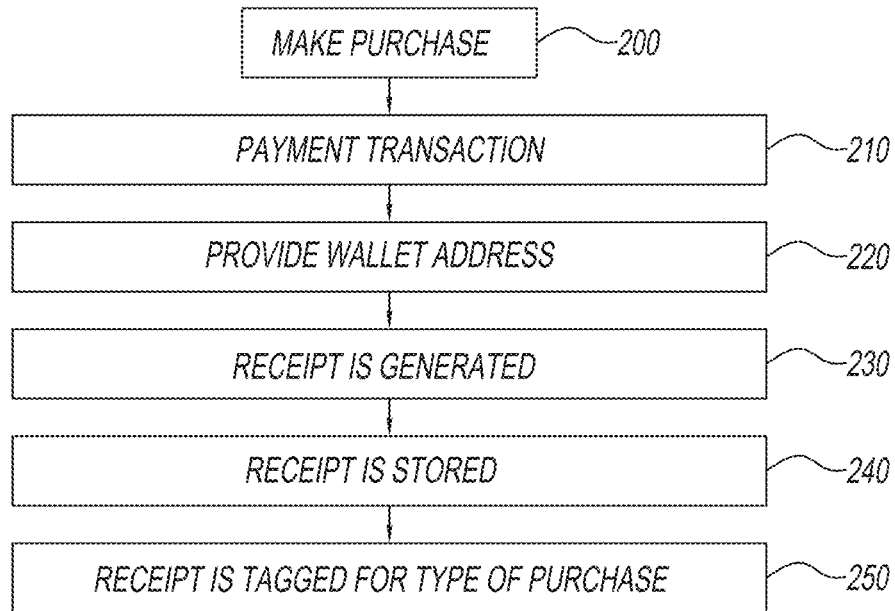 MAKE PURCHASE 200
PAYMENT TRANSACTION 210
PROVIDE WALLET ADDRESS 220
RECEIPT IS GENERATED 230
RECEIPT IS STORED 240
RECEIPT IS TAGGED FOR TYPE OF PURCHASE 250